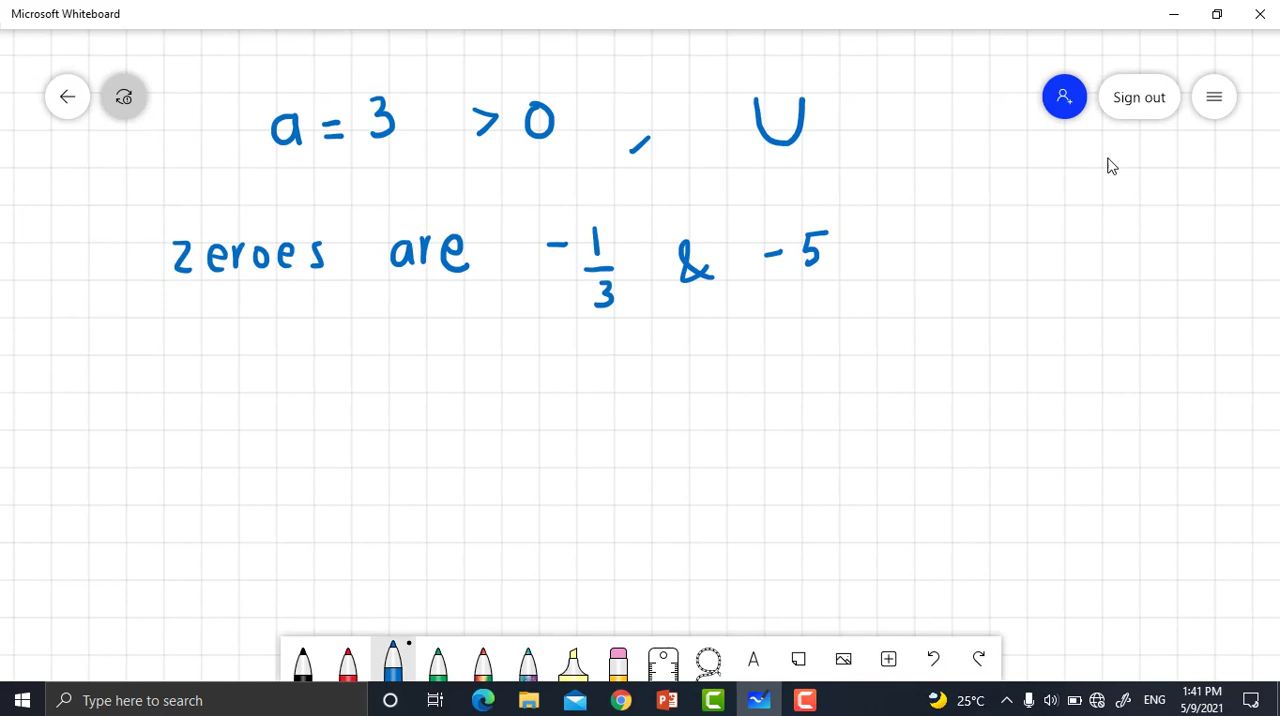 Microsoft Whiteboard
Sign out
a = 3 > 0 , U
zeroes are -1/3 & -5
A
Type here to search
25°C
ENG
1:41 PM
5/9/2021